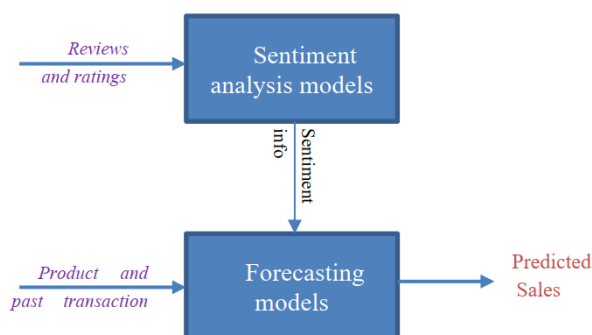 Reviews
and ratings
Sentiment
analysis models
Sentiment
info
Product and
past transaction
Forecasting
models
Predicted
Sales